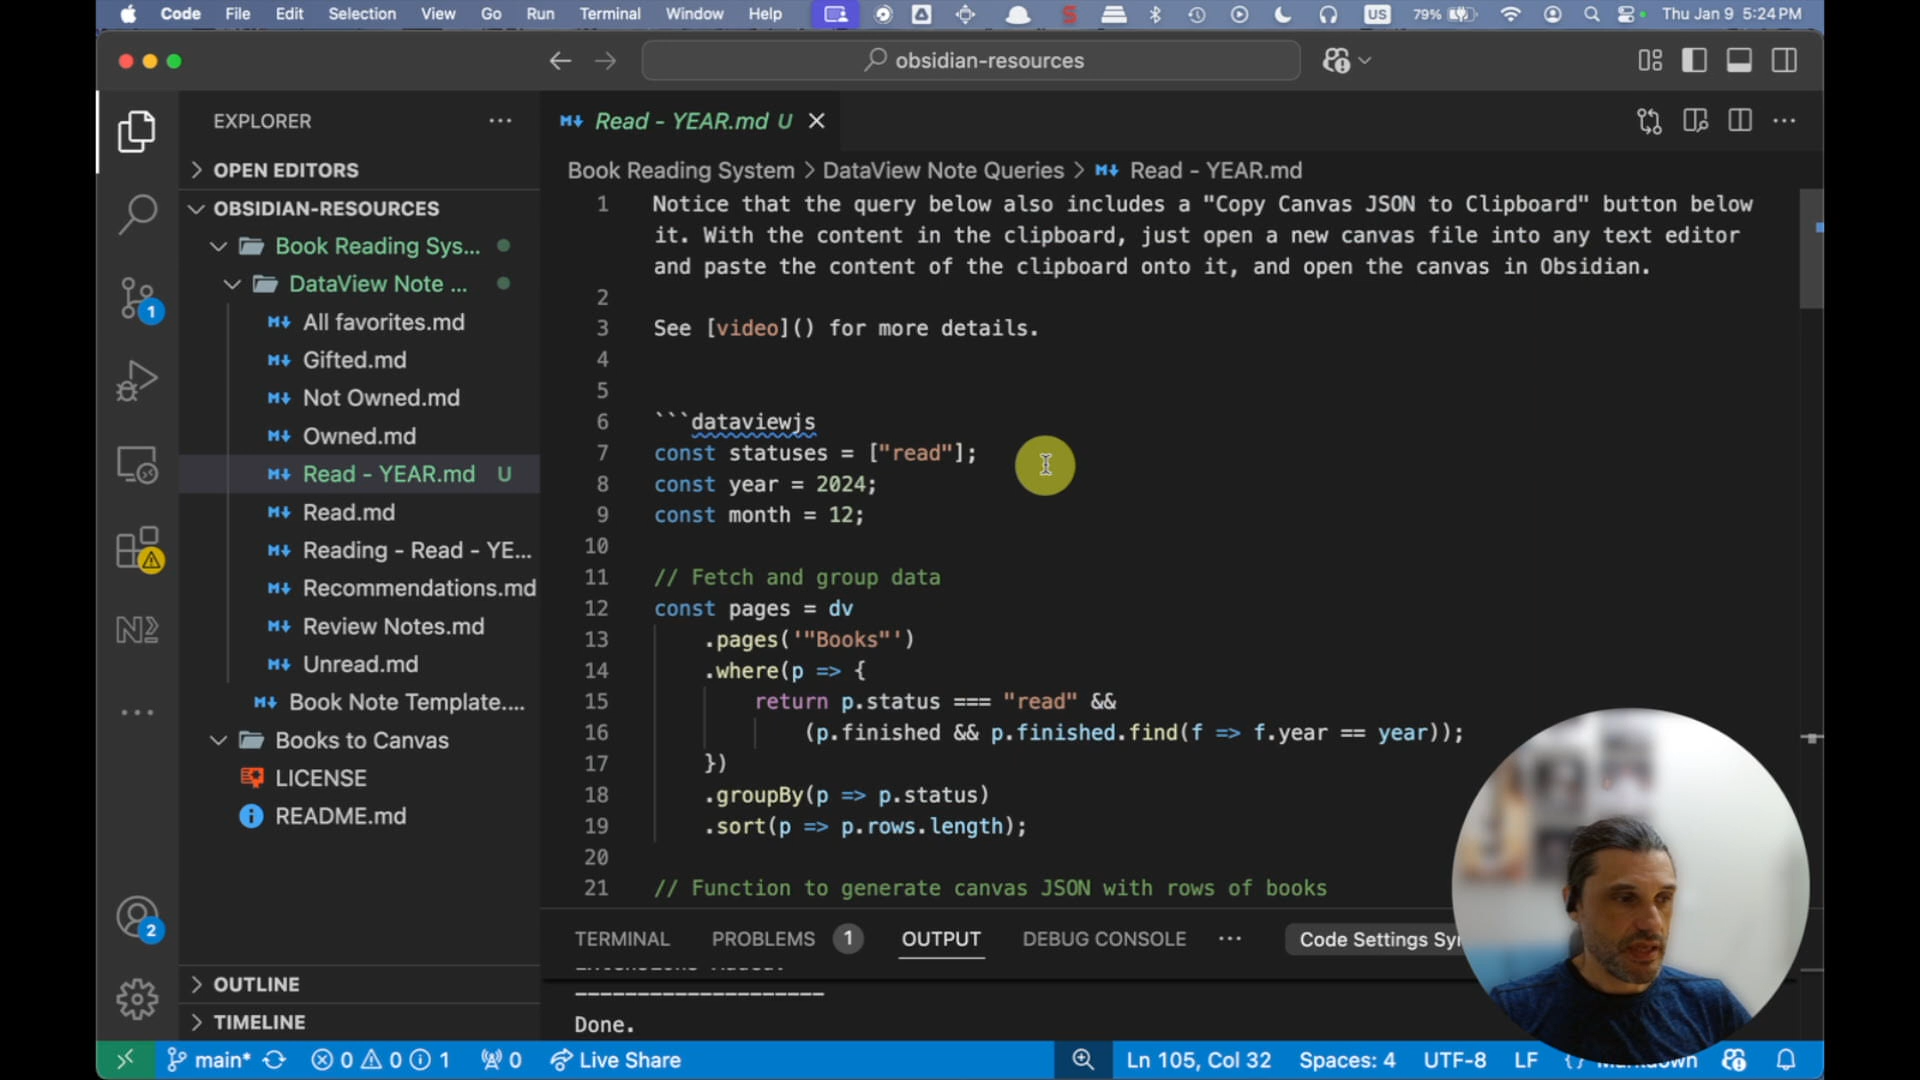 Code File Edit Selection View Go Run Terminal Window Help US 79% Thu Jan 9 5:24 PM
obsidian-resources
EXPLORER
Read - YEAR.md U
OPEN EDITORS
Book Reading System > DataView Note Queries > Read - YEAR.md
OBSIDIAN-RESOURCES
Book Reading Sys...
DataView Note ...
All favorites.md
Gifted.md
Not Owned.md
Owned.md
Read - YEAR.md U
Read.md
Reading - Read - YE...
Recommendations.md
Review Notes.md
Unread.md
Book Note Template....
Books to Canvas
LICENSE
README.md
OUTLINE
TIMELINE
1 Notice that the query below also includes a "Copy Canvas JSON to Clipboard" button below
it. With the content in the clipboard, just open a new canvas file into any text editor
and paste the content of the clipboard onto it, and open the canvas in Obsidian.
2
3 See [video]() for more details.
4
5
6 ```dataviewjs
7 const statuses = ["read"];
8 const year = 2024;
9 const month = 12;
10
11 // Fetch and group data
12 const pages = dv
13 .pages('"Books"')
14 .where(p => {
15 return p.status === "read" &&
16 (p.finished && p.finished.find(f => f.year == year));
17 })
18 .groupBy(p => p.status)
19 .sort(p => p.rows.length);
20
21 // Function to generate canvas JSON with rows of books
TERMINAL PROBLEMS 1 OUTPUT DEBUG CONSOLE ... Code Settings Syn
--------------------
Done.
1
2
main* 0 0 1 0 Live Share Ln 105, Col 32 Spaces: 4 UTF-8 LF